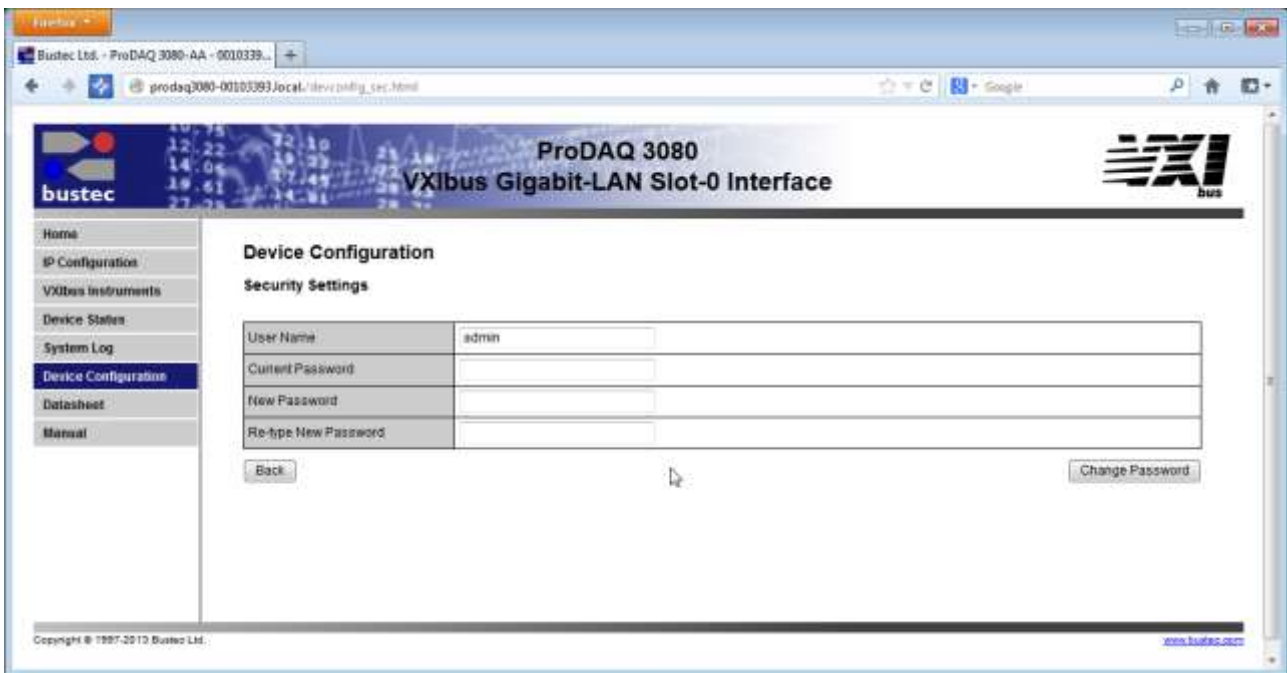 Firefox
Bustec Ltd. - ProDAQ 3080-AA - 0010339...
prodaq3080-00103393.local./devconfig_sec.html
Google
bustec
ProDAQ 3080
VXIbus Gigabit-LAN Slot-0 Interface
VXI
bus
Home
IP Configuration
VXIbus Instruments
Device Status
System Log
Device Configuration
Datasheet
Manual
Device Configuration
Security Settings
User Name admin
Current Password
New Password
Re-type New Password
Back
Change Password
Copyright © 1997-2013 Bustec Ltd.
www.bustec.com